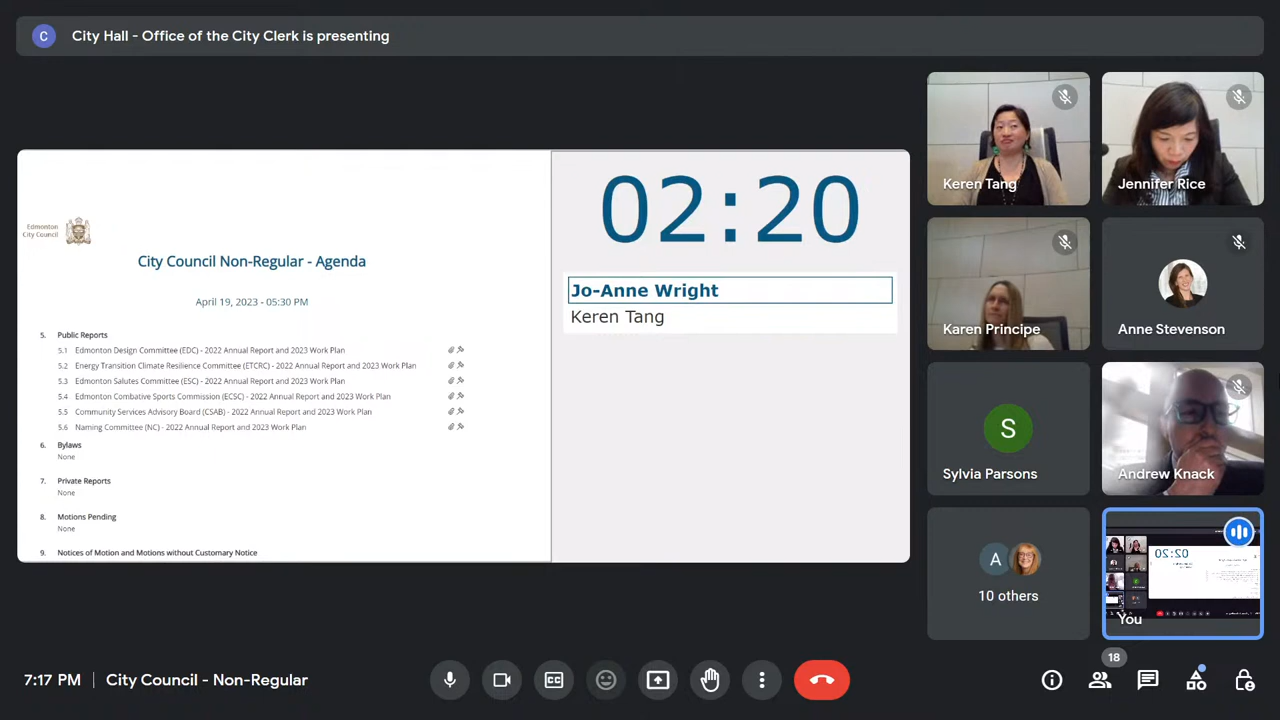 C
City Hall - Office of the City Clerk is presenting
Edmonton
City Council
City Council Non-Regular - Agenda
April 19, 2023 - 05:30 PM
5. Public Reports
5.1 Edmonton Design Committee (EDC) - 2022 Annual Report and 2023 Work Plan
5.2 Energy Transition Climate Resilience Committee (ETCRC) - 2022 Annual Report and 2023 Work Plan
5.3 Edmonton Salutes Committee (ESC) - 2022 Annual Report and 2023 Work Plan
5.4 Edmonton Combative Sports Commission (ECSC) - 2022 Annual Report and 2023 Work Plan
5.5 Community Services Advisory Board (CSAB) - 2022 Annual Report and 2023 Work Plan
5.6 Naming Committee (NC) - 2022 Annual Report and 2023 Work Plan
6. Bylaws
None
7. Private Reports
None
8. Motions Pending
None
9. Notices of Motion and Motions without Customary Notice
02:20
Jo-Anne Wright
Keren Tang
Keren Tang
Jennifer Rice
Karen Principe
Anne Stevenson
S
Sylvia Parsons
Andrew Knack
A
10 others
02:20
You
7:17 PM | City Council - Non-Regular
CC
18